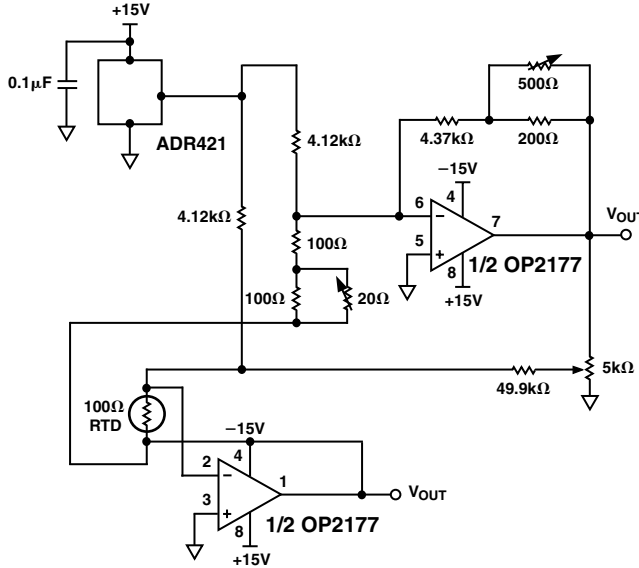 +15V
0.1µF
ADR421
500Ω
4.37kΩ
200Ω
4.12kΩ
−15V
6
4
7
VOUT
4.12kΩ
100Ω
5
8
1/2 OP2177
100Ω
20Ω
+15V
5kΩ
49.9kΩ
100Ω
RTD
−15V
2
4
1
VOUT
3
8
1/2 OP2177
+15V